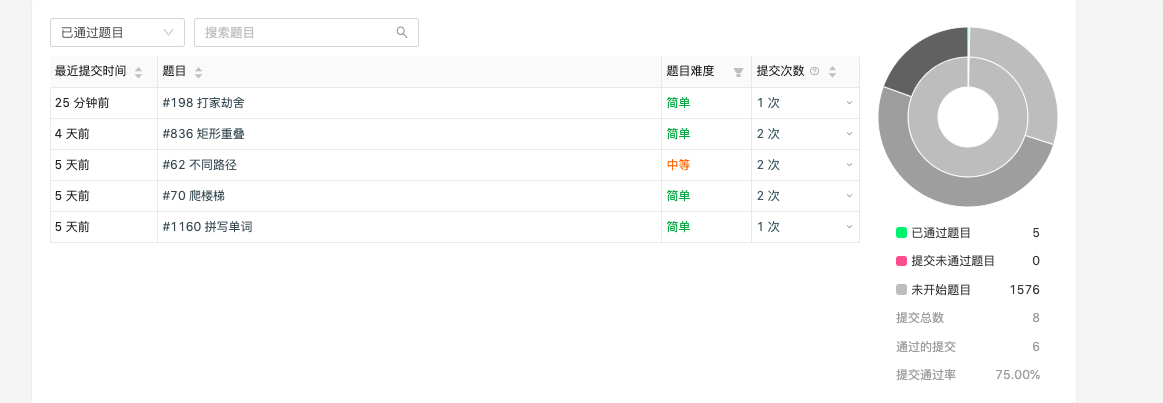 已通过题目 搜索题目
最近提交时间 题目 题目难度 提交次数
25 分钟前 #198 打家劫舍 简单 1 次
4 天前 #836 矩形重叠 简单 2 次
5 天前 #62 不同路径 中等 2 次
5 天前 #70 爬楼梯 简单 2 次
5 天前 #1160 拼写单词 简单 1 次
已通过题目 5
提交未通过题目 0
未开始题目 1576
提交总数 8
通过的提交 6
提交通过率 75.00%